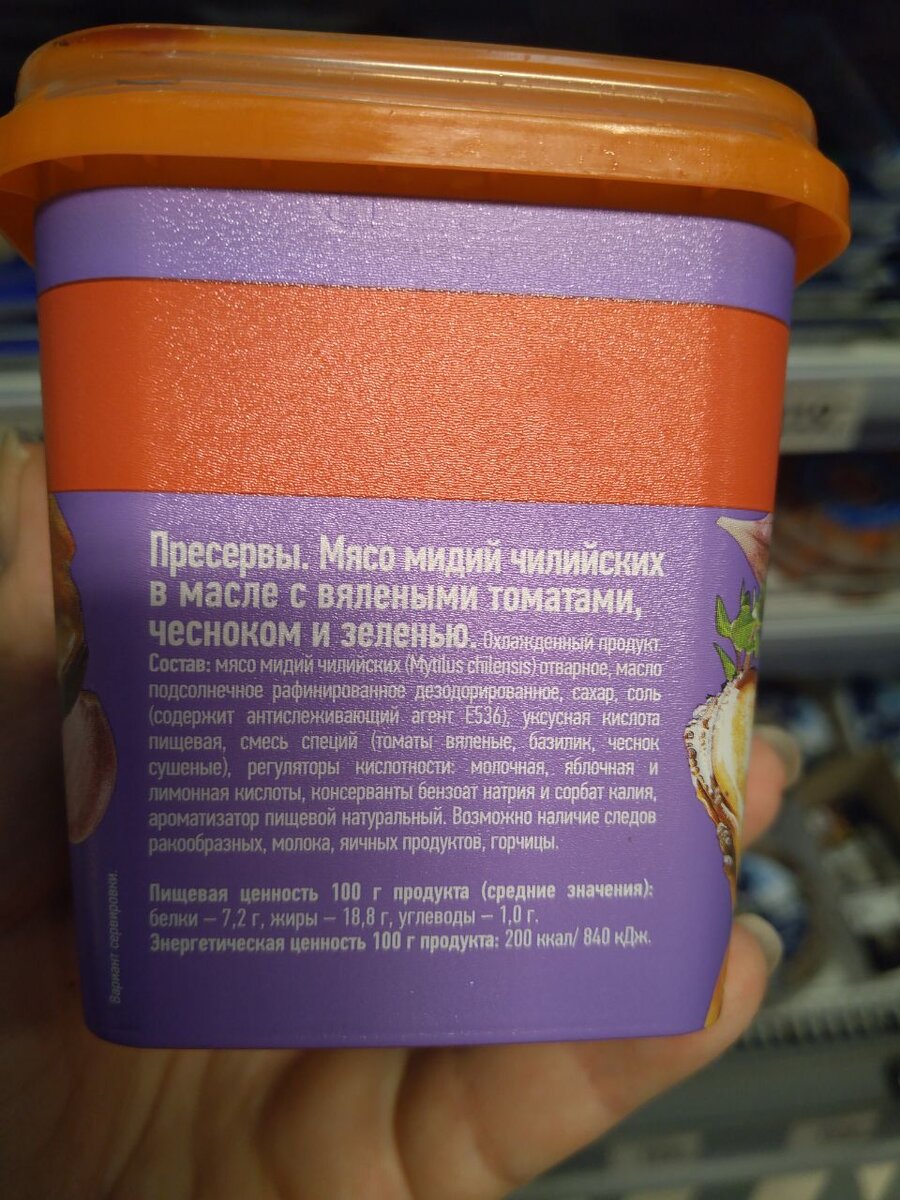 Пресервы. Мясо мидий чилийских
в масле с вялеными томатами,
чесноком и зеленью. Охлажденный продукт.
Состав: мясо мидий чилийских (Mytilus chilensis) отварное, масло
подсолнечное рафинированное дезодорированное, сахар, соль
(содержит антислеживающий агент Е536), уксусная кислота
пищевая, смесь специй (томаты вяленые, базилик, чеснок
сушеные), регуляторы кислотности: молочная, яблочная и
лимонная кислоты, консерванты бензоат натрия и сорбат калия,
ароматизатор пищевой натуральный. Возможно наличие следов
ракообразных, молока, яичных продуктов, горчицы.
Пищевая ценность 100 г продукта (средние значения):
белки – 7,2 г, жиры – 18,8 г, углеводы – 1,0 г.
Энергетическая ценность 100 г продукта: 200 ккал/ 840 кДж.
Вариант сервировки.